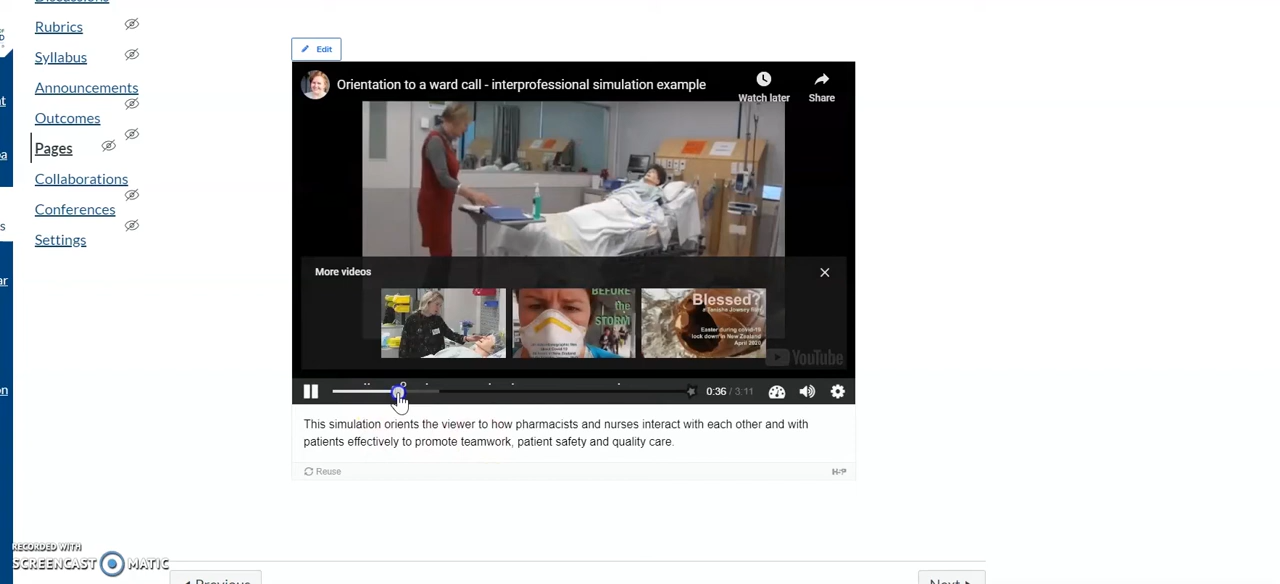 Rubrics
Syllabus
Announcements
Outcomes
Pages
Collaborations
Conferences
Settings
Edit
Orientation to a ward call - interprofessional simulation example
Watch later
Share
More videos
BEFORE
the
STORM
Blessed?
Easter during covid-19
lock down in New Zealand
April 2020
YouTube
0:36 / 3:11
This simulation orients the viewer to how pharmacists and nurses interact with each other and with
patients effectively to promote teamwork, patient safety and quality care.
Reuse
H-P
RECORDED WITH
SCREENCAST MATIC
Previous
Next